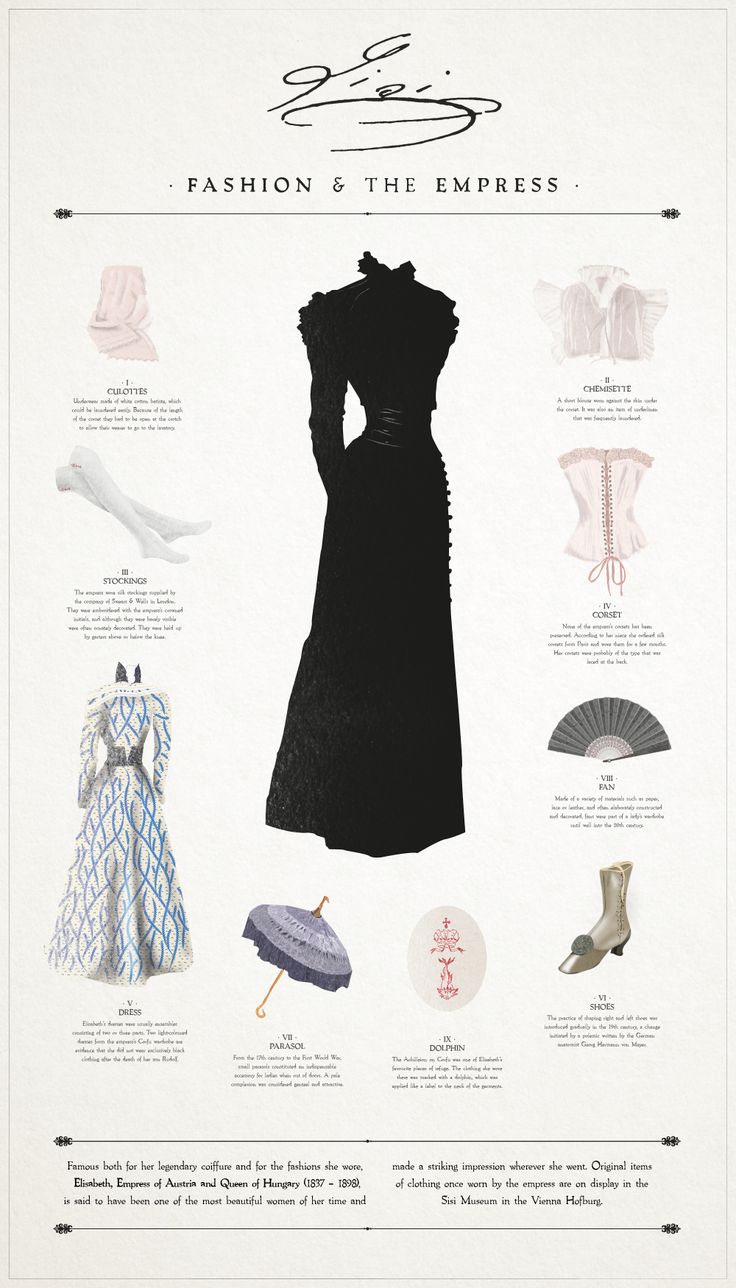 Sisi
· FASHION & THE EMPRESS ·
· I ·
CULOTTES
Underwear made of white cotton batiste, which
could be laundered easily. Because of the length
of the corset they had to be open at the crotch
to allow their wearer to go to the lavatory.
· II ·
CHEMISETTE
A short blouse worn against the skin under
the corset. It was also an item of underlinen
that was frequently laundered.
· III ·
STOCKINGS
The empress wore silk stockings supplied by
the company of Swears & Wells in London.
They were embroidered with the empress's crowned
initials, and although they were barely visible
were often ornately decorated. They were held up
by garters above or below the knee.
· IV ·
CORSET
None of the empress's corsets has been
preserved. According to her niece she ordered silk
corsets from Paris and wore them for a few months.
Her corsets were probably of the type that was
laced at the back.
· V ·
DRESS
Elisabeth's dresses were usually ensembles
consisting of two or three parts. Two lightcoloured
dresses from the empress's Corfu wardrobe are
evidence that she did not wear exclusively black
clothing after the death of her son Rudolf.
· VIII ·
FAN
Made of a variety of materials such as paper,
lace or leather, and often elaborately constructed
and decorated, fans were part of a lady's wardrobe
until well into the 20th century.
· VI ·
SHOES
The practice of shaping right and left shoes was
introduced gradually in the 19th century, a change
initiated by a polemic written by the German
anatomist Georg Hermann von Meyer.
· VII ·
PARASOL
From the 17th century to the First World War,
small parasols constituted an indispensable
accessory for ladies when out of doors. A pale
complexion was considered genteel and attractive.
· IX ·
DOLPHIN
The Achilleion on Corfu was one of Elisabeth's
favourite places of refuge. The clothing she wore
there was marked with a dolphin, which was
applied like a label to the neck of the garments.
Famous both for her legendary coiffure and for the fashions she wore,
Elisabeth, Empress of Austria and Queen of Hungary (1837 – 1898),
is said to have been one of the most beautiful women of her time and
made a striking impression wherever she went. Original items
of clothing once worn by the empress are on display in the
Sisi Museum in the Vienna Hofburg.